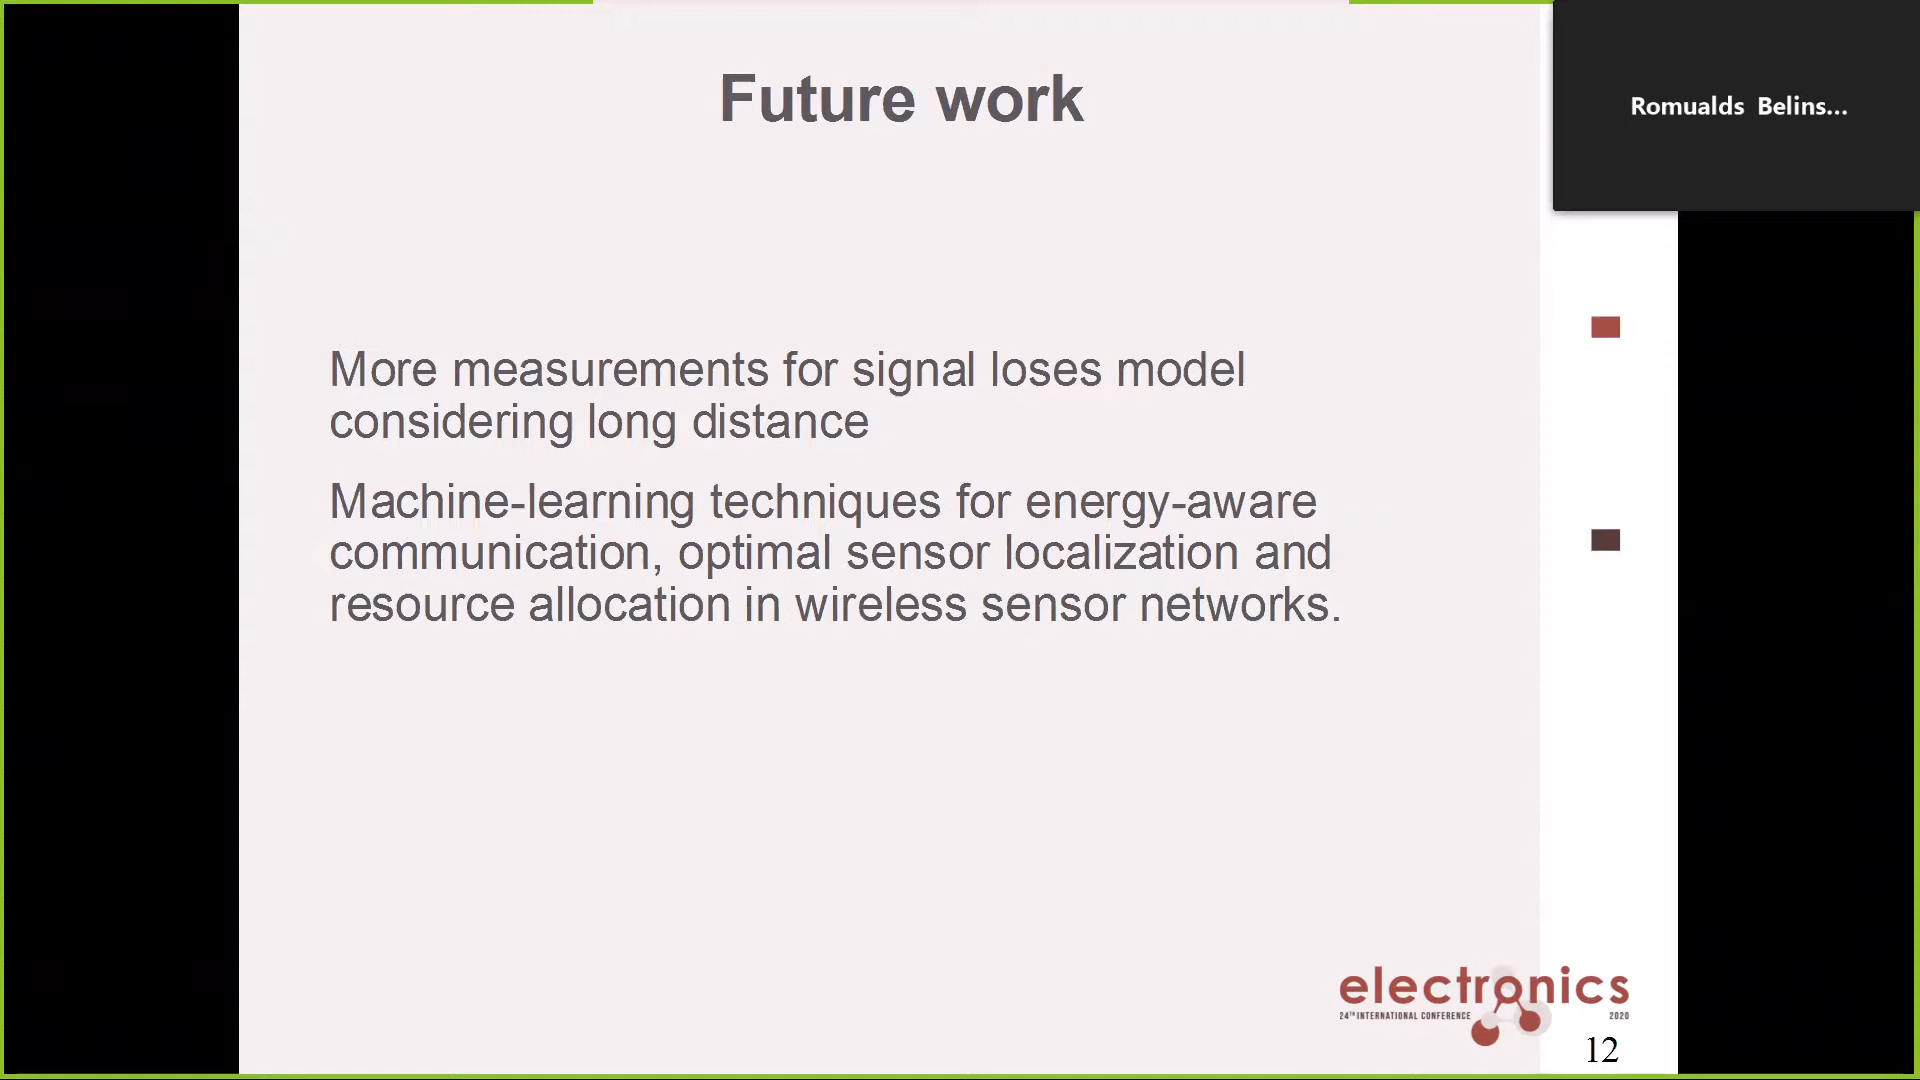 Future work
Romualds Belins...
More measurements for signal loses model
considering long distance
Machine-learning techniques for energy-aware
communication, optimal sensor localization and
resource allocation in wireless sensor networks.
electronics
24TH INTERNATIONAL CONFERENCE 2020
12